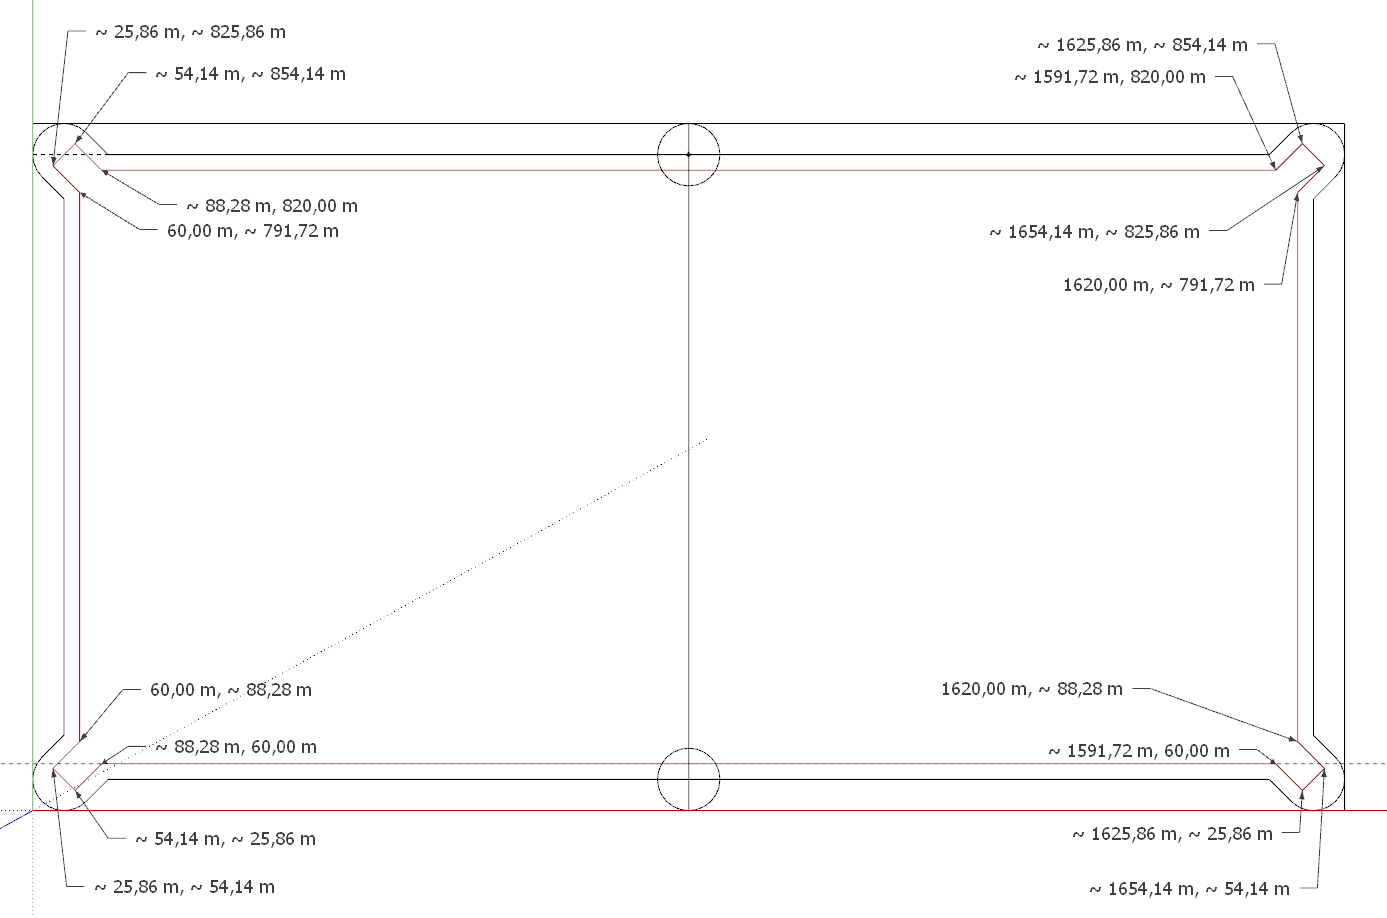 ~ 25,86 m, ~ 825,86 m
~ 1625,86 m, ~ 854,14 m
~ 54,14 m, ~ 854,14 m
~ 1591,72 m, 820,00 m
~ 88,28 m, 820,00 m
60,00 m, ~ 791,72 m
~ 1654,14 m, ~ 825,86 m
1620,00 m, ~ 791,72 m
60,00 m, ~ 88,28 m
1620,00 m, ~ 88,28 m
~ 88,28 m, 60,00 m
~ 1591,72 m, 60,00 m
~ 54,14 m, ~ 25,86 m
~ 1625,86 m, ~ 25,86 m
~ 25,86 m, ~ 54,14 m
~ 1654,14 m, ~ 54,14 m